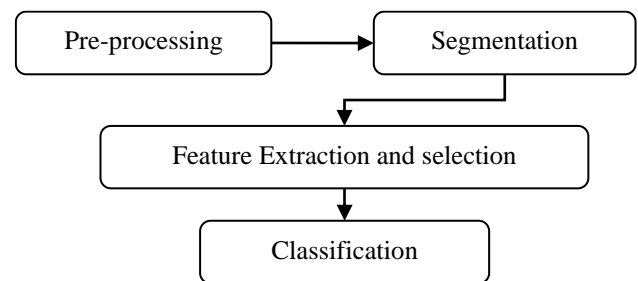 Pre-processing
Segmentation
Feature Extraction and selection
Classification